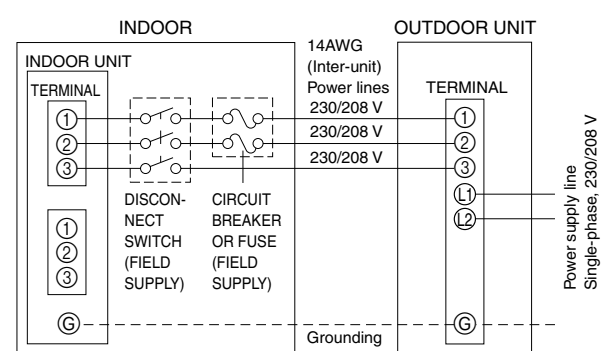 INDOOR
OUTDOOR UNIT
INDOOR UNIT
TERMINAL
1
2
3
1
2
3
G
DISCON-
NECT
SWITCH
(FIELD
SUPPLY)
CIRCUIT
BREAKER
OR FUSE
(FIELD
SUPPLY)
14AWG
(Inter-unit)
Power lines
230/208 V
230/208 V
230/208 V
Grounding
TERMINAL
1
2
3
L1
L2
G
Power supply line
Single-phase, 230/208 V